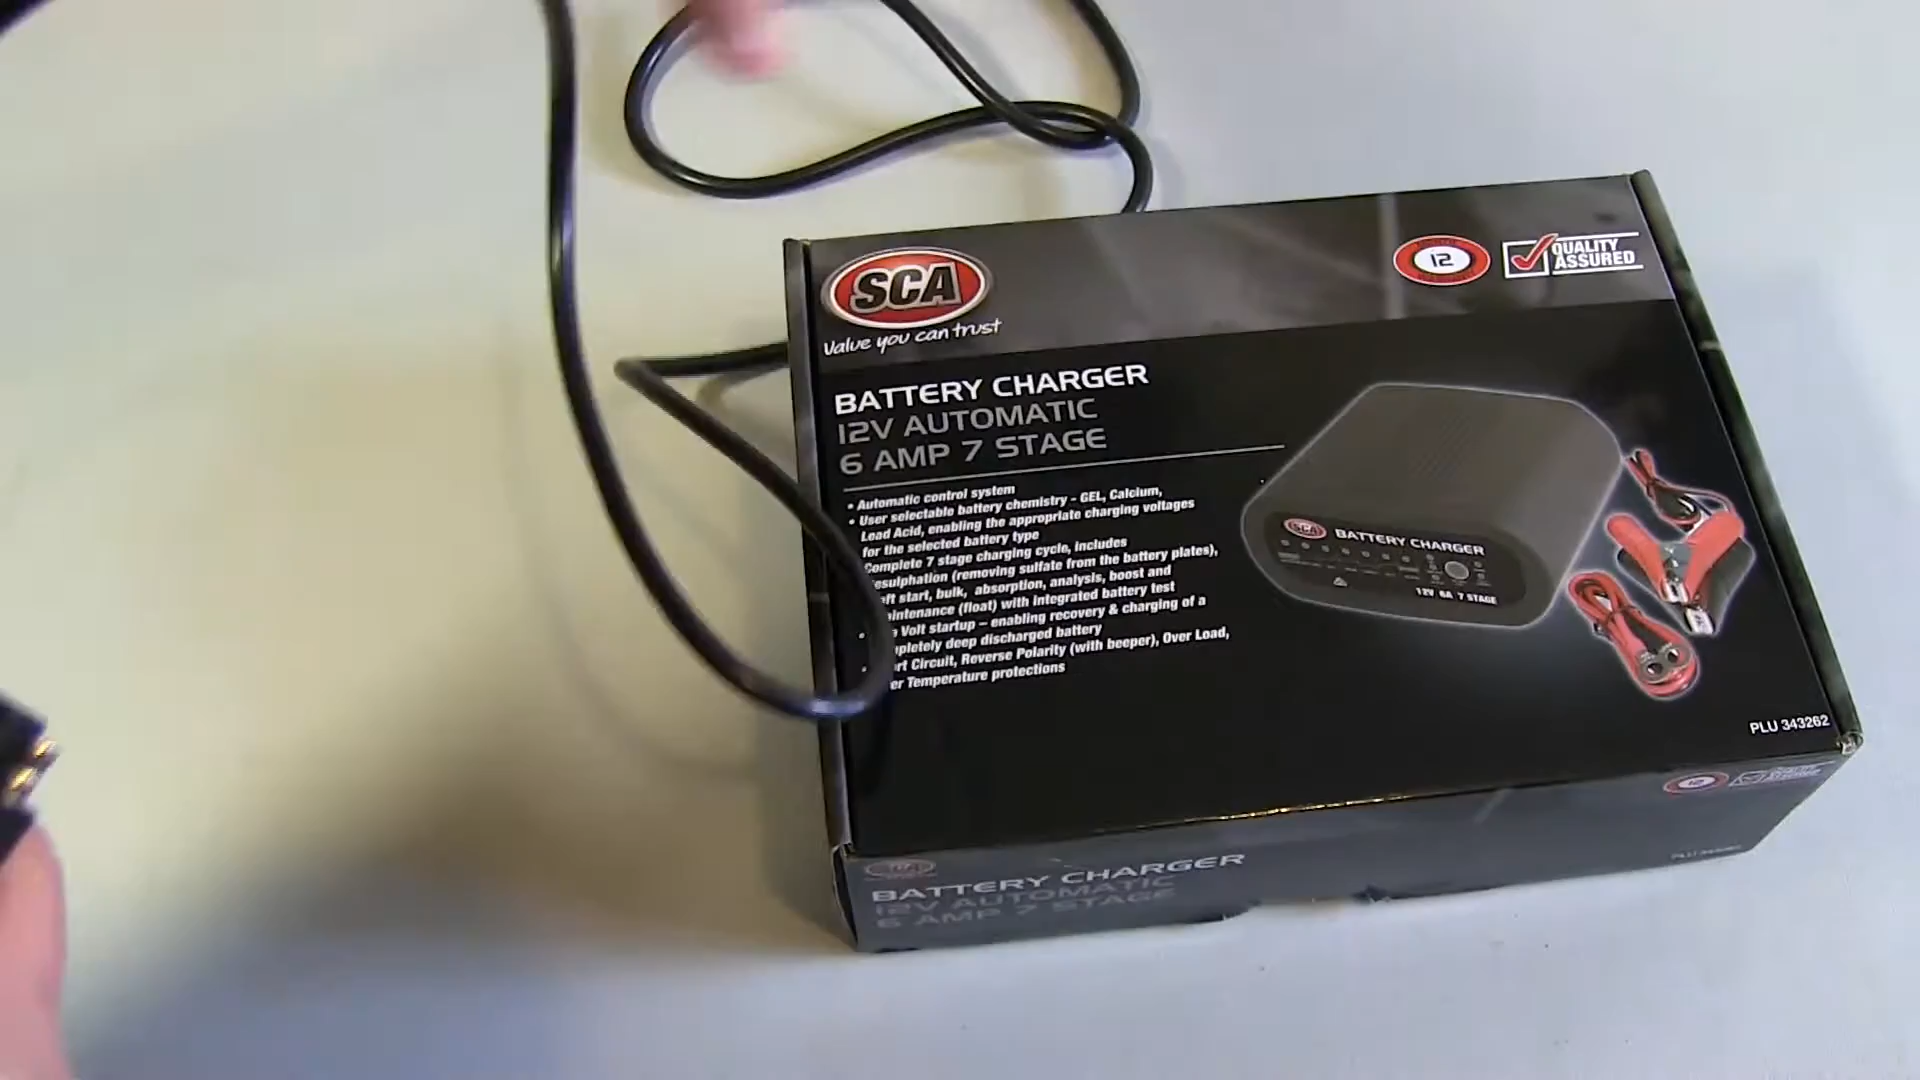 SCA
Value you can trust
12
QUALITY
ASSURED
BATTERY CHARGER
12V AUTOMATIC
6 AMP 7 STAGE
• Automatic control system
• User selectable battery chemistry - GEL, Calcium,
Lead Acid, enabling the appropriate charging voltages
for the selected battery type
Complete 7 stage charging cycle, includes
esulphation (removing sulfate from the battery plates),
ft start, bulk, absorption, analysis, boost and
aintenance (float) with integrated battery test
• Volt startup – enabling recovery & charging of a
mpletely deep discharged battery
• rt Circuit, Reverse Polarity (with beeper), Over Load,
er Temperature protections
SCA BATTERY CHARGER
12V 6A 7 STAGE
PLU 343262
BATTERY CHARGER
12V AUTOMATIC
6 AMP 7 STAGE